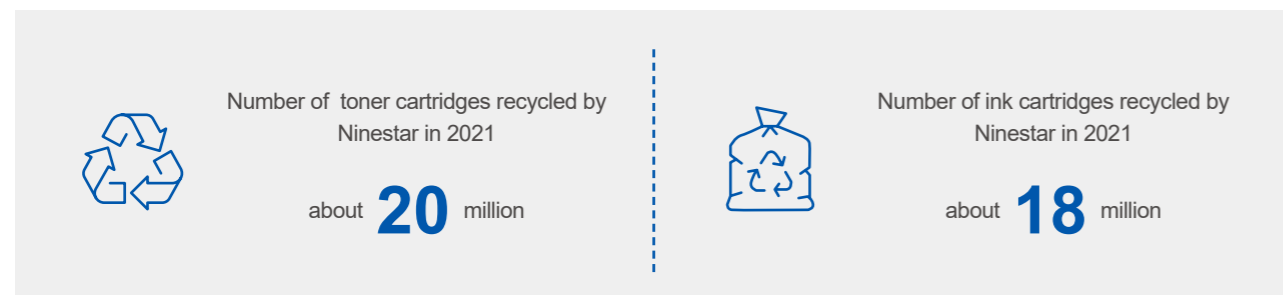 Number of toner cartridges recycled by
Ninestar in 2021
about 20 million
Number of ink cartridges recycled by
Ninestar in 2021
about 18 million